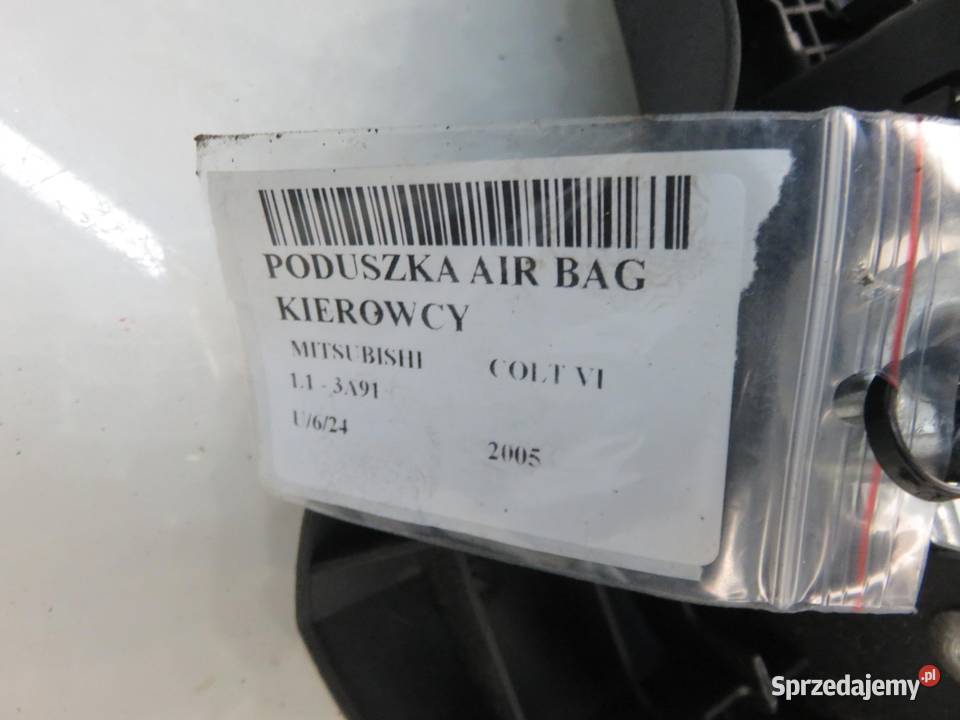 PODUSZKA AIR BAG
KIEROWCY
MITSUBISHI COLT VI
1.1 - 3A91
U/6/24
2005
Sprzedajemy.pl